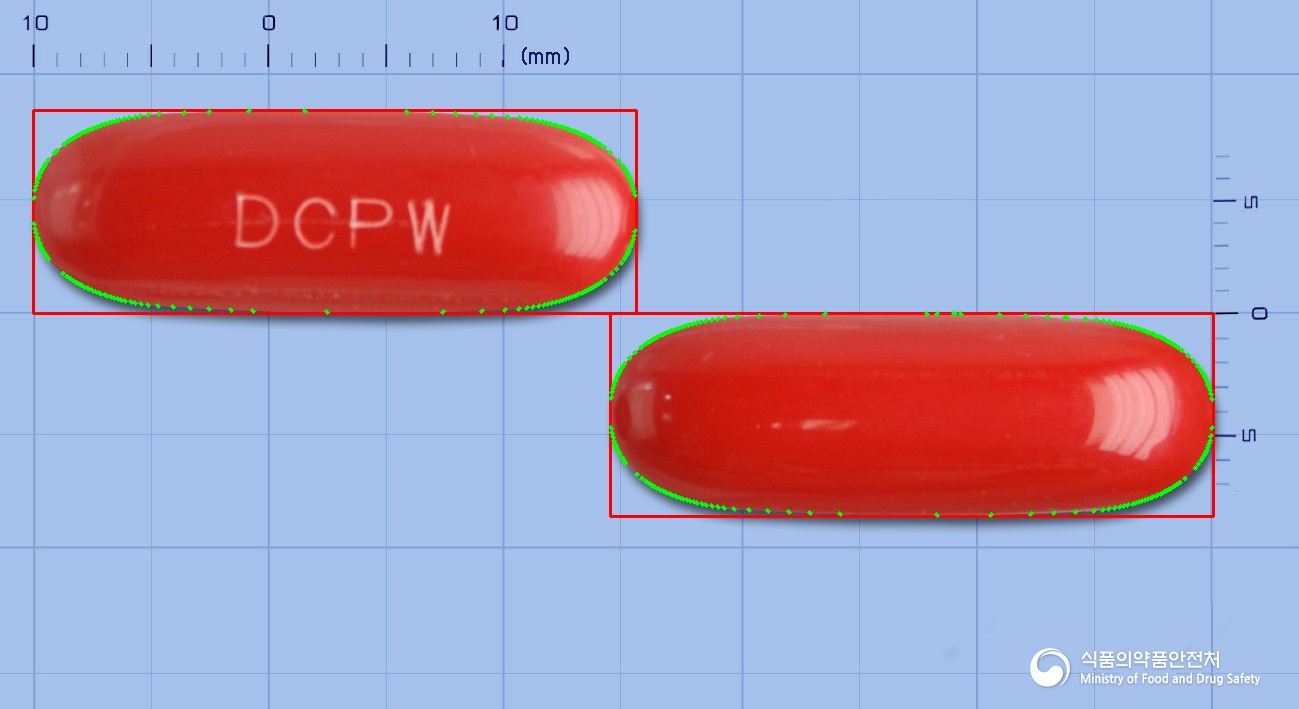 10 0 10
(mm)
DCPW
5
0
5
식품의약품안전처
Ministry of Food and Drug Safety